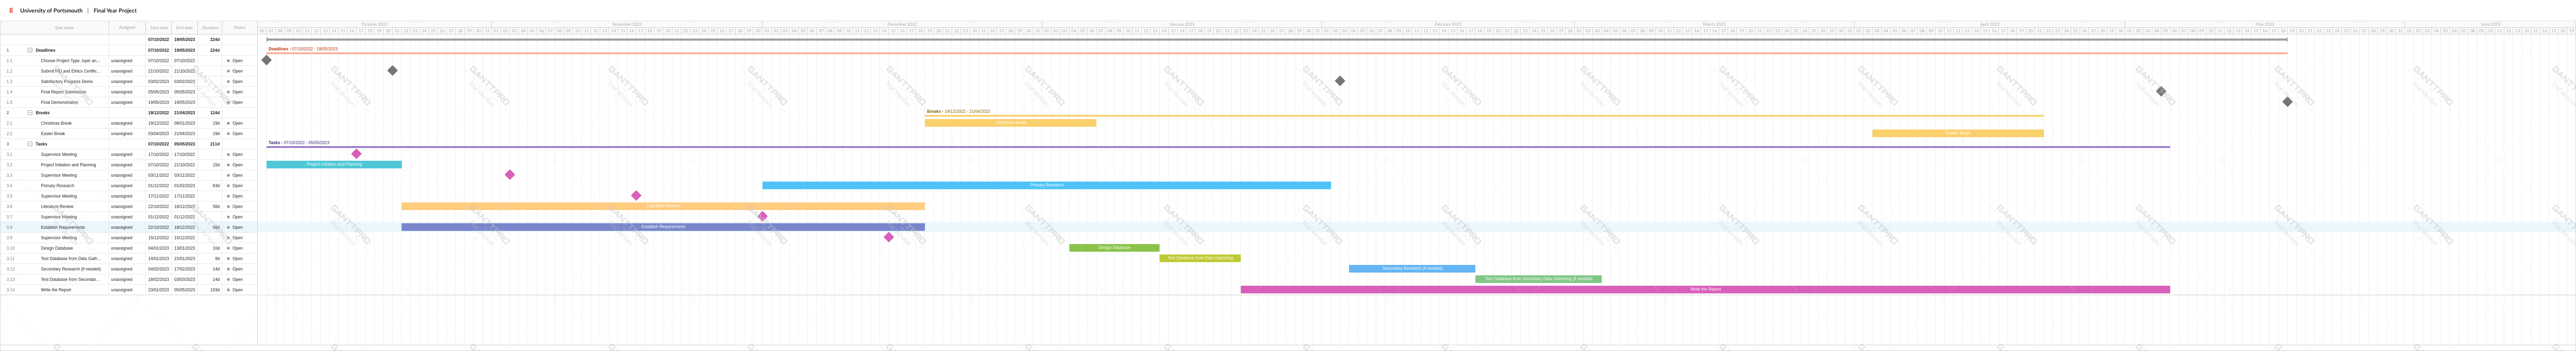 University of Portsmouth | Final Year Project
Task name Assigned Start date End date Duration Status
October 2022 November 2022 December 2022 January 2023 February 2023 March 2023 April 2023 May 2023 June 2023
07/10/2022 19/05/2023 224d
1 Deadlines 07/10/2022 19/05/2023 224d
Deadlines - 07/10/2022 - 19/05/2023
1.1 Choose Project Type, topic an... unassigned 07/10/2022 07/10/2022 Open
1.2 Submit PID and Ethics Certific... unassigned 21/10/2022 21/10/2022 Open
1.3 Satisfactory Progress Demo unassigned 03/02/2023 03/02/2023 Open
1.4 Final Report Submission unassigned 05/05/2023 05/05/2023 Open
1.5 Final Demonstration unassigned 19/05/2023 19/05/2023 Open
2 Breaks 19/12/2022 21/04/2023 124d
Breaks - 19/12/2022 - 21/04/2023
2.1 Christmas Break unassigned 19/12/2022 06/01/2023 19d Open
Christmas Break
2.2 Easter Break unassigned 03/04/2023 21/04/2023 19d Open
Easter Break
3 Tasks 07/10/2022 05/05/2023 211d
Tasks - 07/10/2022 - 05/05/2023
3.1 Supervisor Meeting unassigned 17/10/2022 17/10/2022 Open
3.2 Project Initiation and Planning unassigned 07/10/2022 21/10/2022 15d Open
Project Initiation and Planning
3.3 Supervisor Meeting unassigned 03/11/2022 03/11/2022 Open
3.4 Primary Research unassigned 01/12/2022 01/02/2023 63d Open
Primary Research
3.5 Supervisor Meeting unassigned 17/11/2022 17/11/2022 Open
3.6 Literature Review unassigned 22/10/2022 18/12/2022 58d Open
Literature Review
3.7 Supervisor Meeting unassigned 01/12/2022 01/12/2022 Open
3.8 Establish Requirements unassigned 22/10/2022 18/12/2022 58d Open
Establish Requirements
3.9 Supervisor Meeting unassigned 15/12/2022 15/12/2022 Open
3.10 Design Database unassigned 04/01/2023 13/01/2023 10d Open
Design Database
3.11 Test Database from Data Gath... unassigned 14/01/2023 22/01/2023 9d Open
Test Database from Data Gathering
3.12 Secondary Research (if needed) unassigned 04/02/2023 17/02/2023 14d Open
Secondary Research (if needed)
3.13 Test Database from Secondar... unassigned 18/02/2023 03/03/2023 14d Open
Test Database from Secondary Data Gathering (if needed)
3.14 Write the Report unassigned 23/01/2023 05/05/2023 103d Open
Write the Report
GANTTPRO
Trial Version